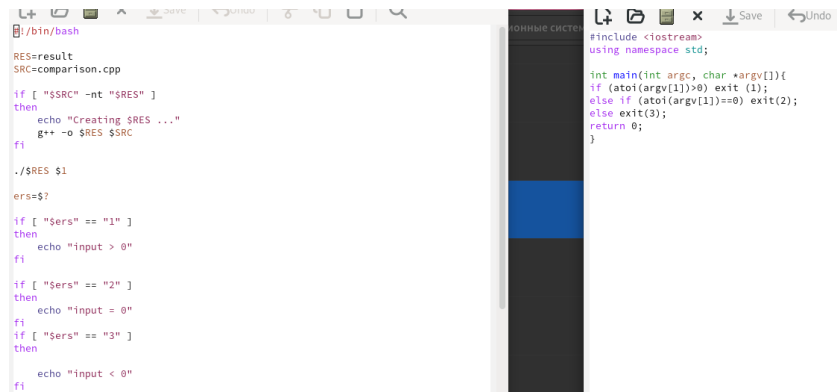 Save Undo
#!/bin/bash
RES=result
SRC=comparison.cpp
if [ "$SRC" -nt "$RES" ]
then
    echo "Creating $RES ..."
    g++ -o $RES $SRC
fi
./$RES $1
ers=$?
if [ "$ers" == "1" ]
then
    echo "input > 0"
fi
if [ "$ers" == "2" ]
then
    echo "input = 0"
fi
if [ "$ers" == "3" ]
then
    echo "input < 0"
fi
Save Undo
#include <iostream>
using namespace std;
int main(int argc, char *argv[]){
if (atoi(argv[1])>0) exit (1);
else if (atoi(argv[1])==0) exit(2);
else exit(3);
return 0;
}